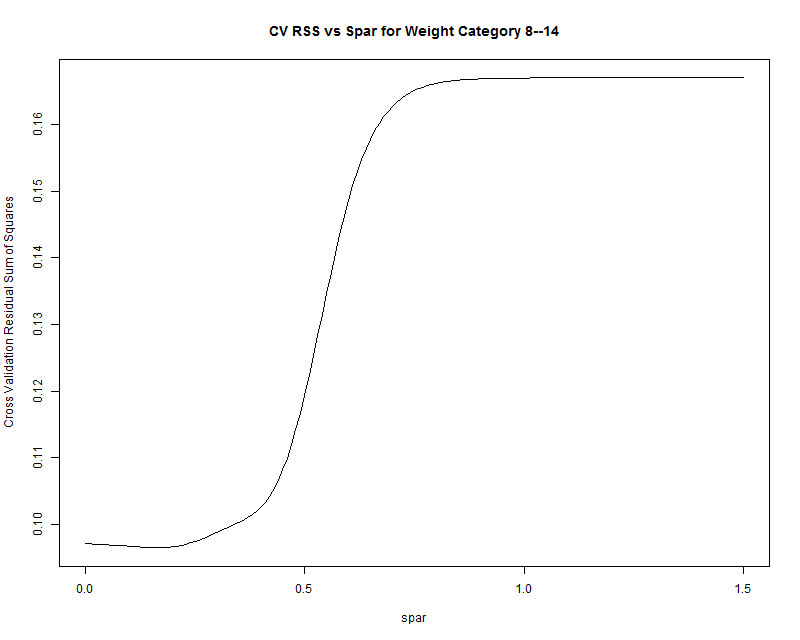 CV RSS vs Spar for Weight Category 8--14
Cross Validation Residual Sum of Squares
0.16
0.15
0.14
0.13
0.12
0.11
0.10
0.0 0.5 1.0 1.5
spar